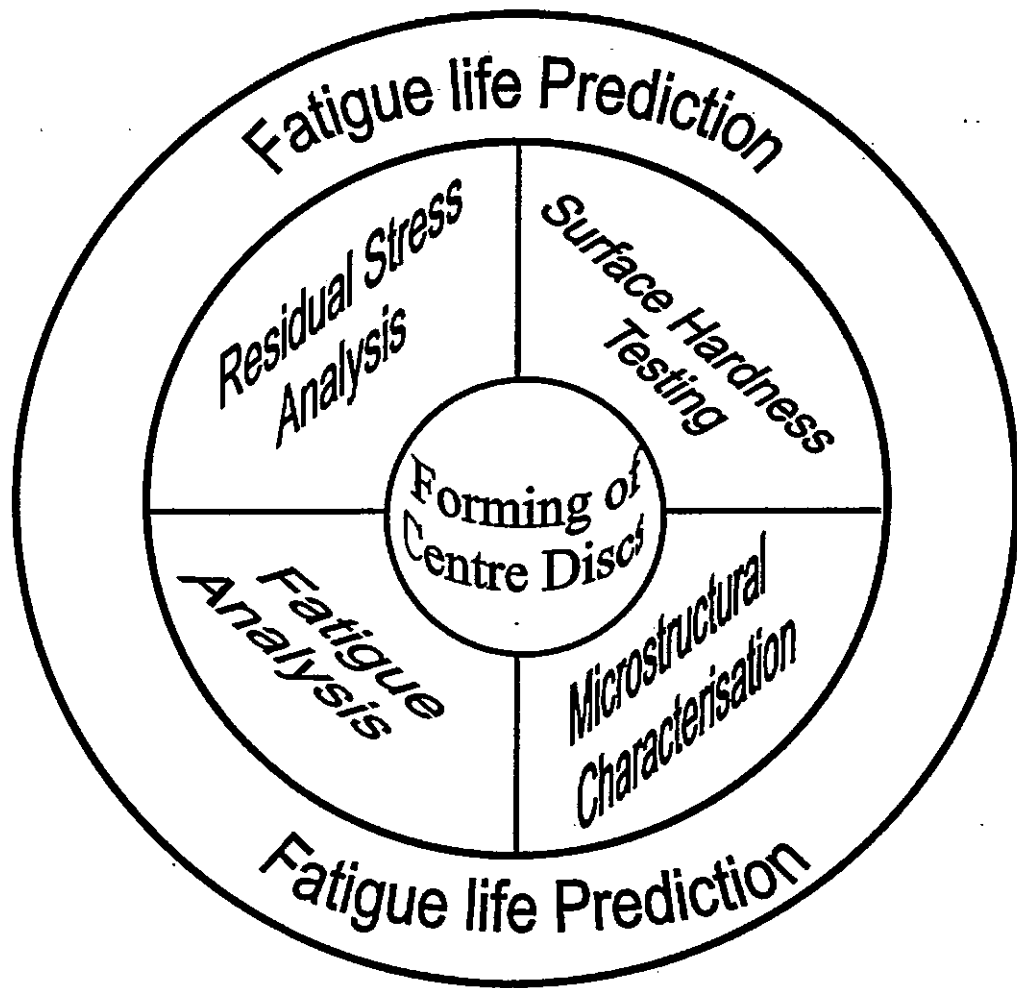 Fatigue life Prediction
Residual Stress
Analysis
Surface Hardness
Testing
Forming of
Centre Discs
Fatigue
Analysis
Microstructural
Characterisation
Fatigue life Prediction